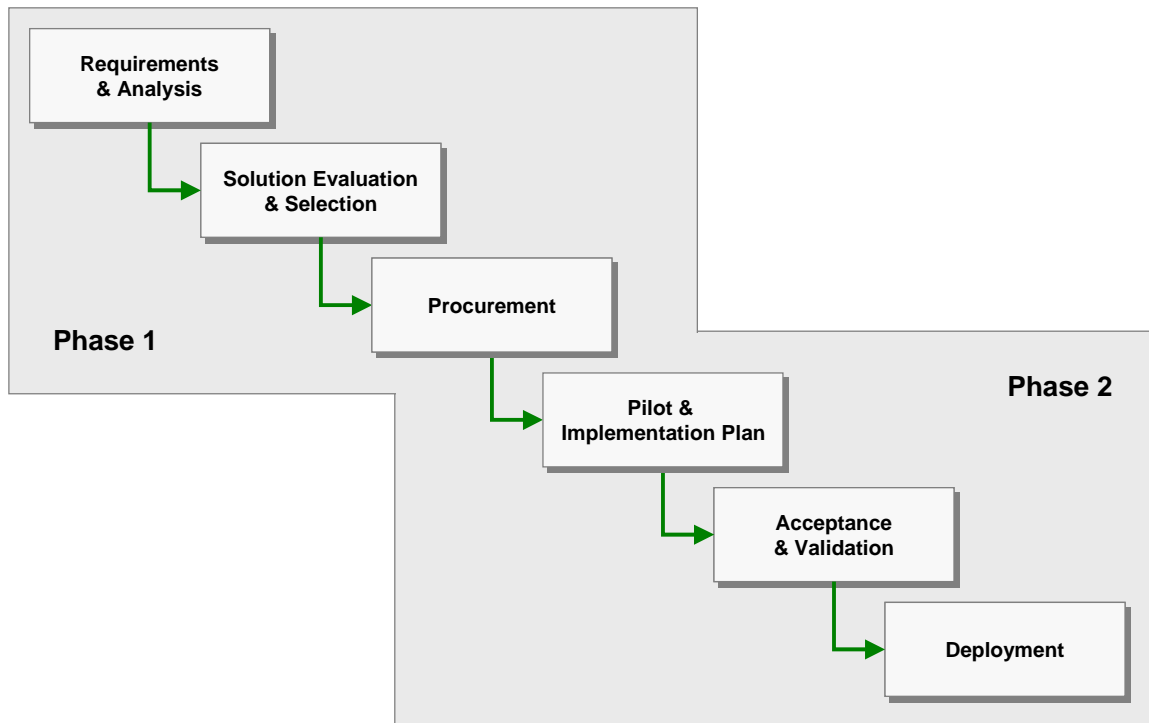 Requirements
& Analysis
Solution Evaluation
& Selection
Procurement
Phase 1
Phase 2
Pilot &
Implementation Plan
Acceptance
& Validation
Deployment